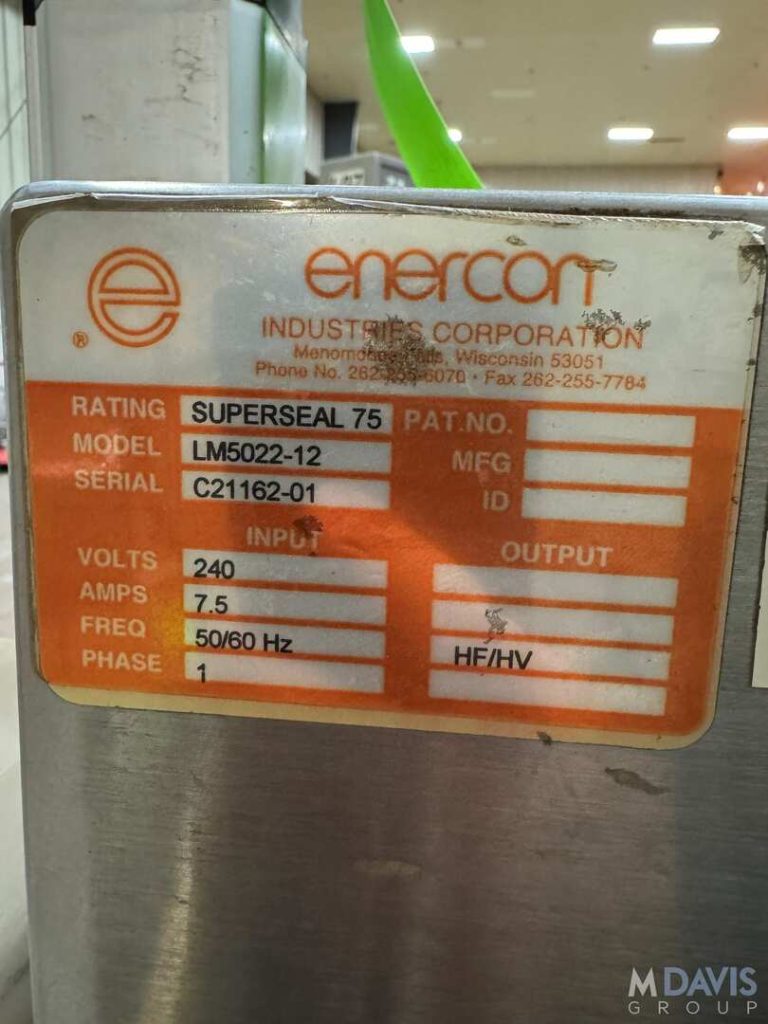 enercon
®
INDUSTRIES CORPORATION
Wisconsin 53051
Phone No. 262-255-6070 · Fax 262-255-7784
RATING SUPERSEAL 75 PAT.NO.
MODEL LM5022-12 MFG
SERIAL C21162-01 ID
INPUT OUTPUT
VOLTS 240
AMPS 7.5
FREQ 50/60 Hz HF/HV
PHASE 1
M DAVIS
GROUP